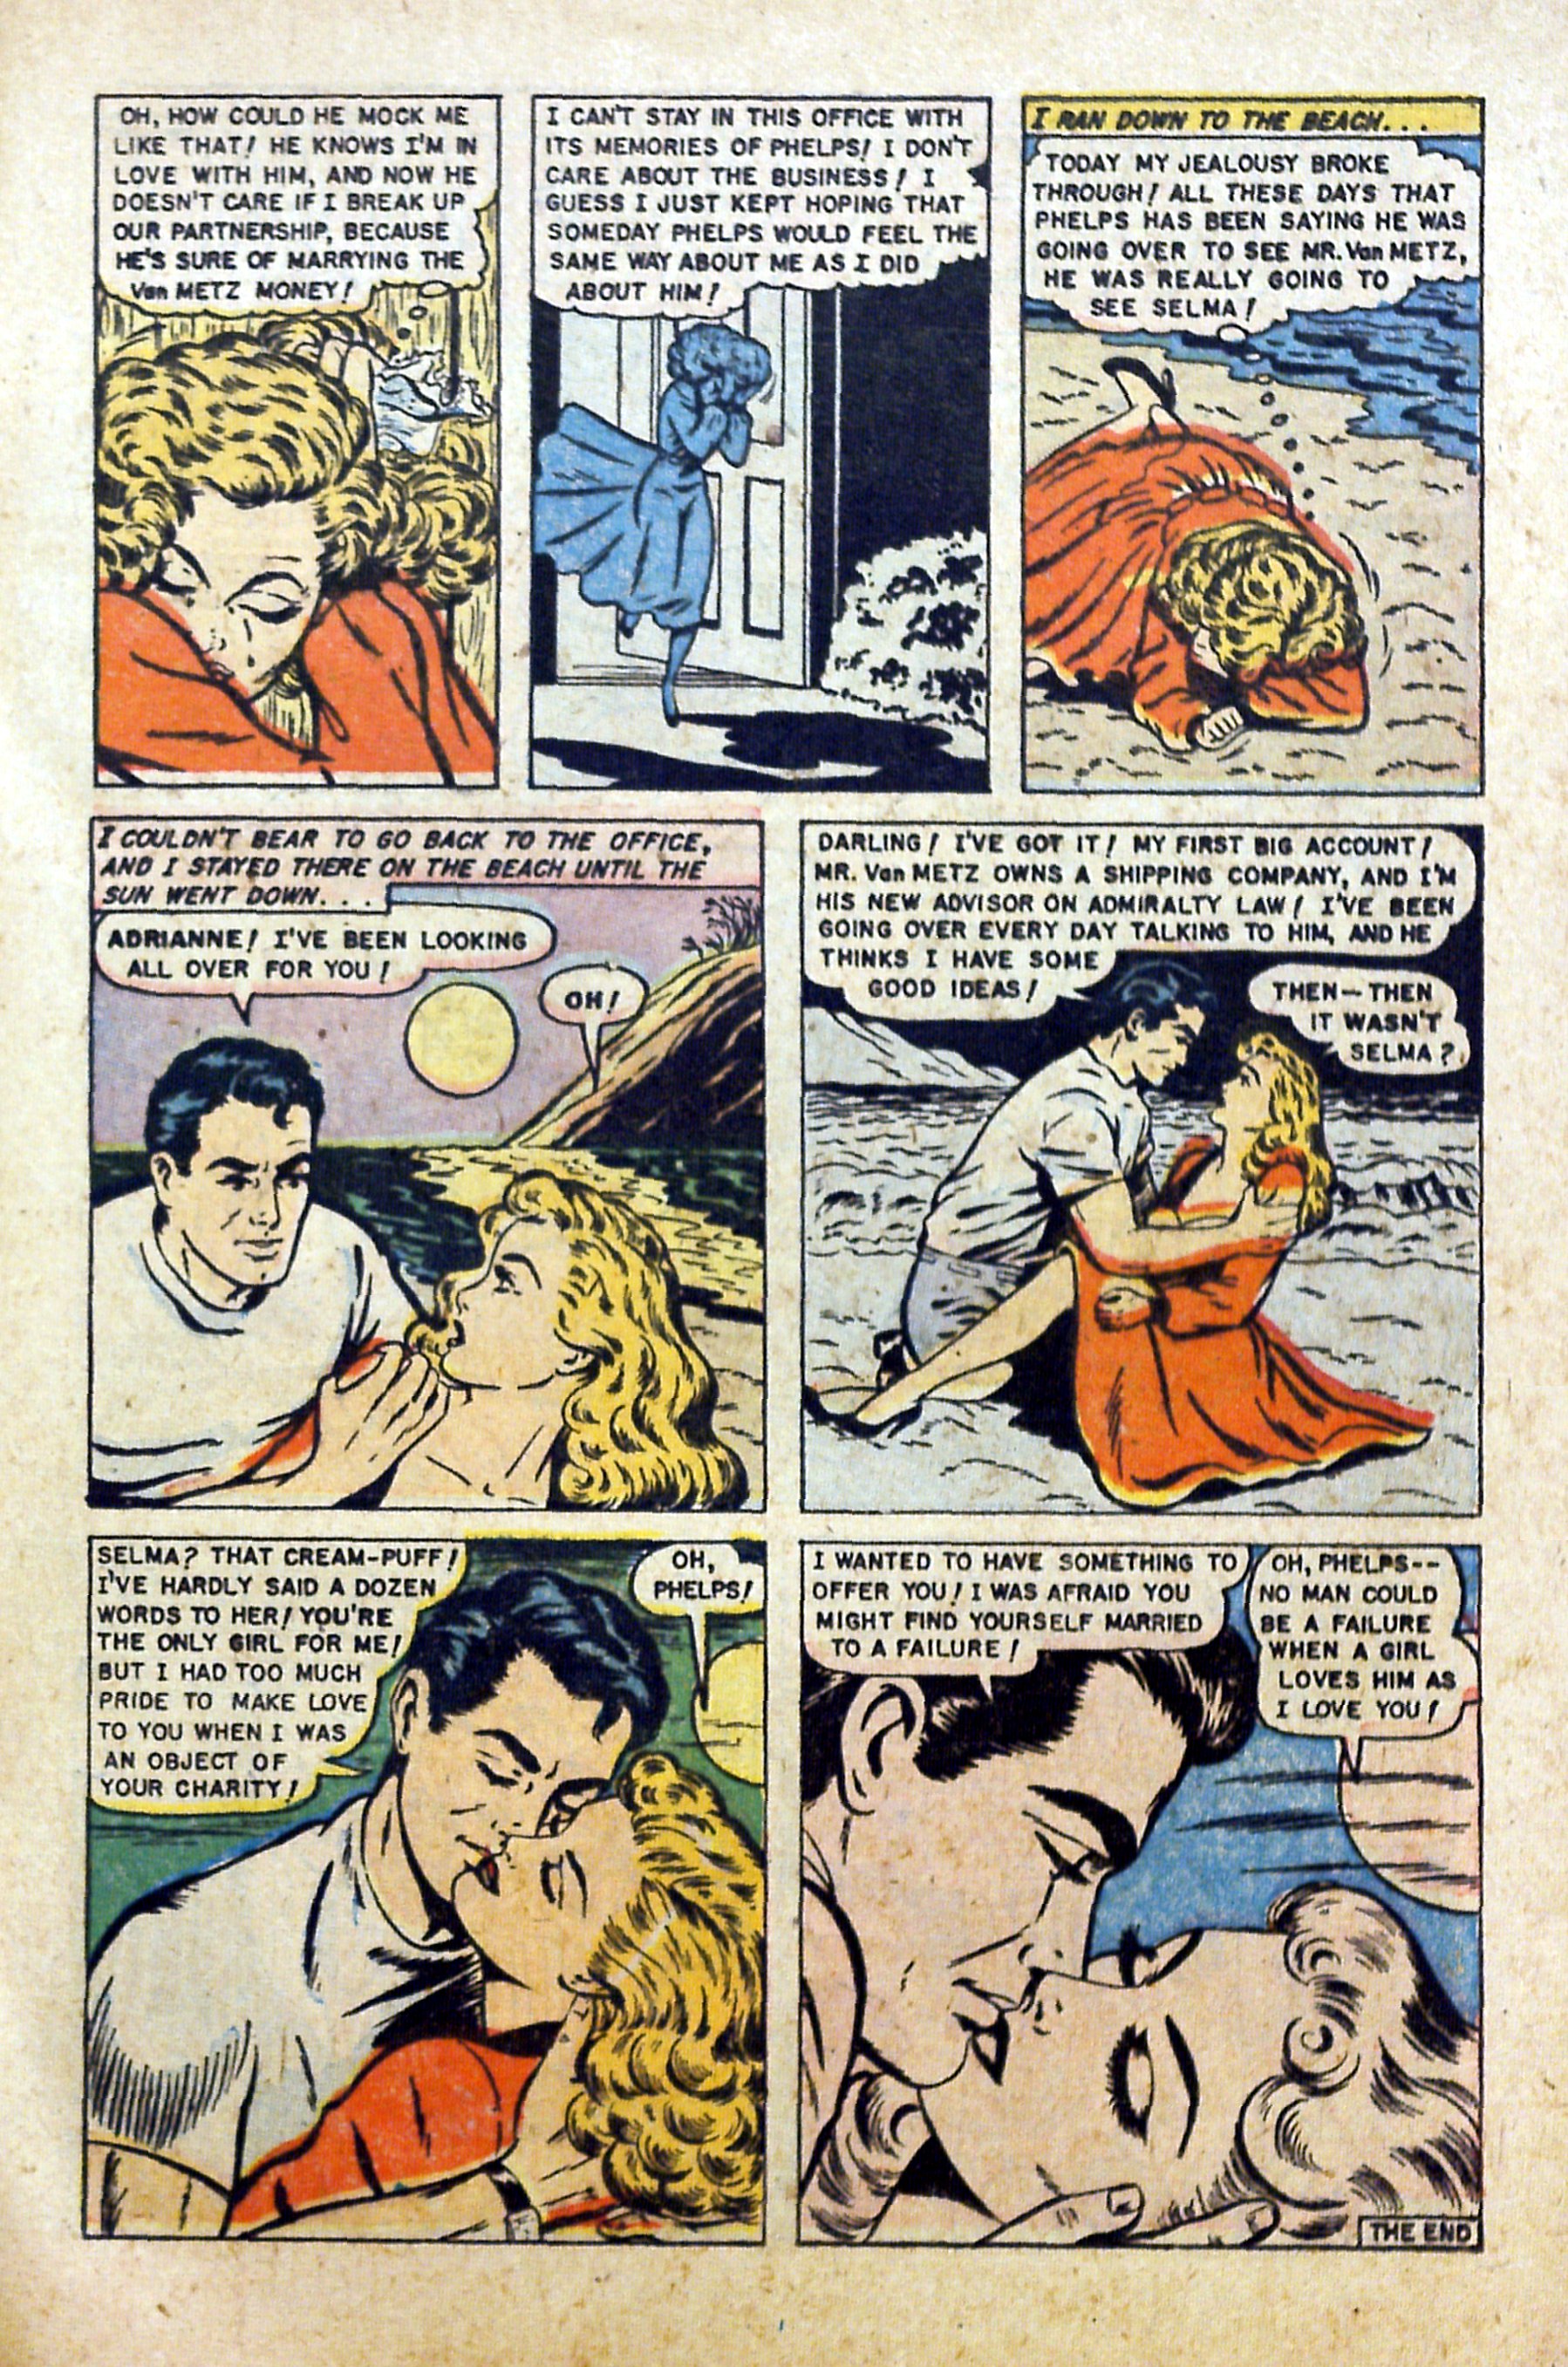 OH, HOW COULD HE MOCK ME
LIKE THAT! HE KNOWS I'M IN
LOVE WITH HIM, AND NOW HE
DOESN'T CARE IF I BREAK UP
OUR PARTNERSHIP, BECAUSE
HE'S SURE OF MARRYING THE
Van METZ MONEY!
I CAN'T STAY IN THIS OFFICE WITH
ITS MEMORIES OF PHELPS! I DON'T
CARE ABOUT THE BUSINESS! I
GUESS I JUST KEPT HOPING THAT
SOMEDAY PHELPS WOULD FEEL THE
SAME WAY ABOUT ME AS I DID
ABOUT HIM!
I RAN DOWN TO THE BEACH...
TODAY MY JEALOUSY BROKE
THROUGH! ALL THESE DAYS THAT
PHELPS HAS BEEN SAYING HE WAS
GOING OVER TO SEE MR. Van METZ,
HE WAS REALLY GOING TO
SEE SELMA!
I COULDN'T BEAR TO GO BACK TO THE OFFICE,
AND I STAYED THERE ON THE BEACH UNTIL THE
SUN WENT DOWN...
ADRIANNE! I'VE BEEN LOOKING
ALL OVER FOR YOU!
OH!
DARLING! I'VE GOT IT! MY FIRST BIG ACCOUNT!
MR. Van METZ OWNS A SHIPPING COMPANY, AND I'M
HIS NEW ADVISOR ON ADMIRALTY LAW! I'VE BEEN
GOING OVER EVERY DAY TALKING TO HIM, AND HE
THINKS I HAVE SOME
GOOD IDEAS!
THEN—THEN
IT WASN'T
SELMA?
SELMA? THAT CREAM-PUFF!
I'VE HARDLY SAID A DOZEN
WORDS TO HER! YOU'RE
THE ONLY GIRL FOR ME!
BUT I HAD TOO MUCH
PRIDE TO MAKE LOVE
TO YOU WHEN I WAS
AN OBJECT OF
YOUR CHARITY!
OH,
PHELPS!
I WANTED TO HAVE SOMETHING TO
OFFER YOU! I WAS AFRAID YOU
MIGHT FIND YOURSELF MARRIED
TO A FAILURE!
OH, PHELPS--
NO MAN COULD
BE A FAILURE
WHEN A GIRL
LOVES HIM AS
I LOVE YOU!
THE END